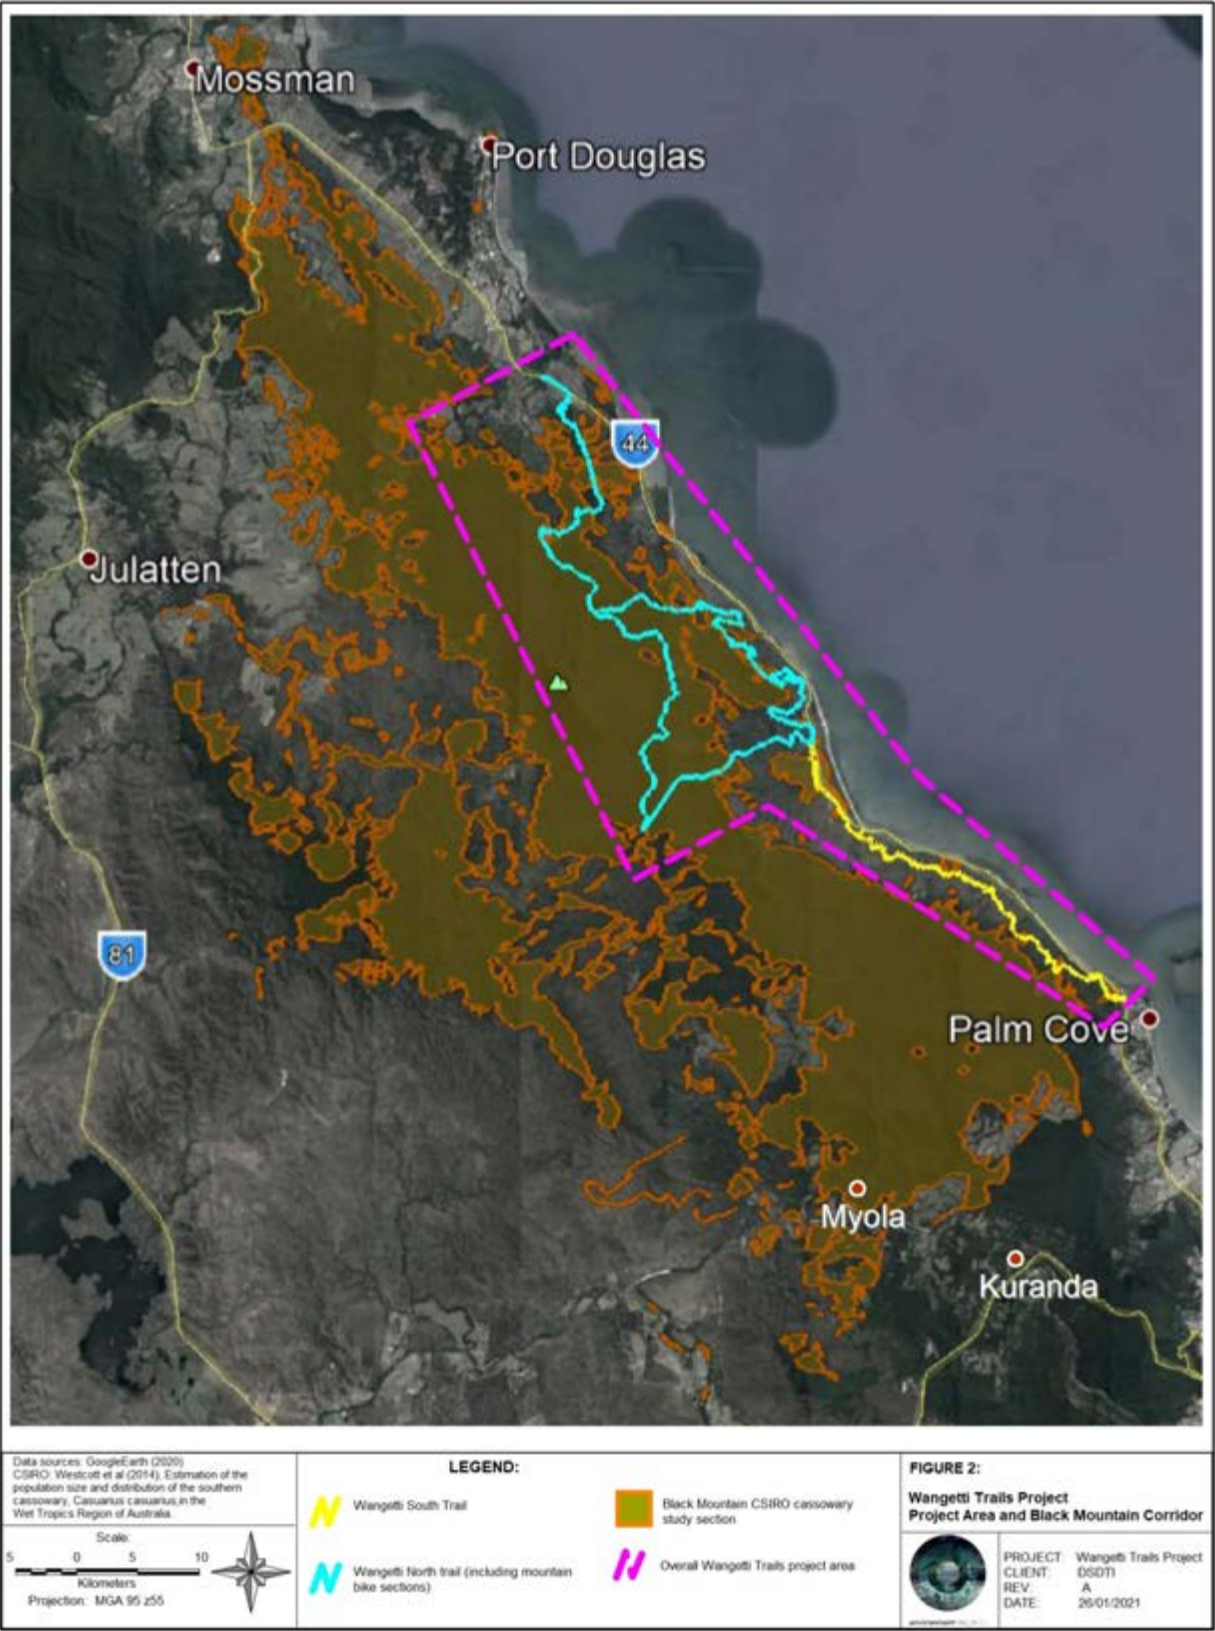 Mossman
Port Douglas
44
Julatten
81
Palm Cove
Myola
Kuranda
Data sources: GoogleEarth (2020)
CSIRO: Westcott et al (2014), Estimation of the
population size and distribution of the southern
cassowary, Casuarius casuarius,in the
Wet Tropics Region of Australia.
Scale:
5 0 5 10
Kilometers
Projection: MGA 95 z55
LEGEND:
Wangetti South Trail
Wangetti North trail (including mountain
bike sections)
Black Mountain CSIRO cassowary
study section
Overall Wangetti Trails project area
FIGURE 2:
Wangetti Trails Project
Project Area and Black Mountain Corridor
PROJECT: Wangetti Trails Project
CLIENT: DSDTI
REV: A
DATE: 26/01/2021